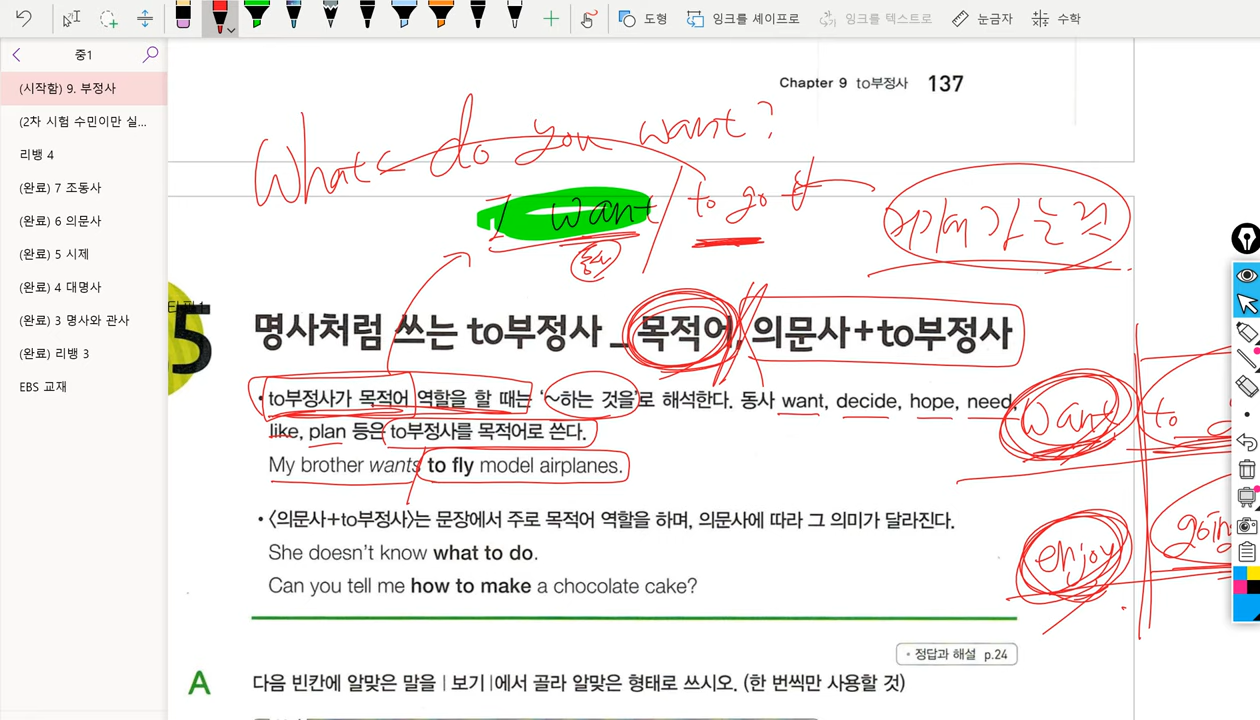 도형
잉크를 셰이프로
잉크를 텍스트로
눈금자
수학
중1
(시작함) 9. 부정사
(2차 시험 수민이만 실...
리뱅 4
(완료) 7 조동사
(완료) 6 의문사
(완료) 5 시제
(완료) 4 대명사
(완료) 3 명사와 관사
(완료) 리뱅 3
EBS 교재
Chapter 9 to부정사 137
What do you want?
I want / to go
거기에 가는 것
동사
5 명사처럼 쓰는 to부정사 _ 목적어, 의문사+to부정사
• to부정사가 목적어 역할을 할 때는 '~하는 것을'로 해석한다. 동사 want, decide, hope, need,
like, plan 등은 to부정사를 목적어로 쓴다.
My brother wants to fly model airplanes.
want to
• 〈의문사+to부정사〉는 문장에서 주로 목적어 역할을 하며, 의문사에 따라 그 의미가 달라진다.
She doesn't know what to do.
Can you tell me how to make a chocolate cake?
enjoy going
• 정답과 해설 p.24
A 다음 빈칸에 알맞은 말을 | 보기 |에서 골라 알맞은 형태로 쓰시오. (한 번씩만 사용할 것)